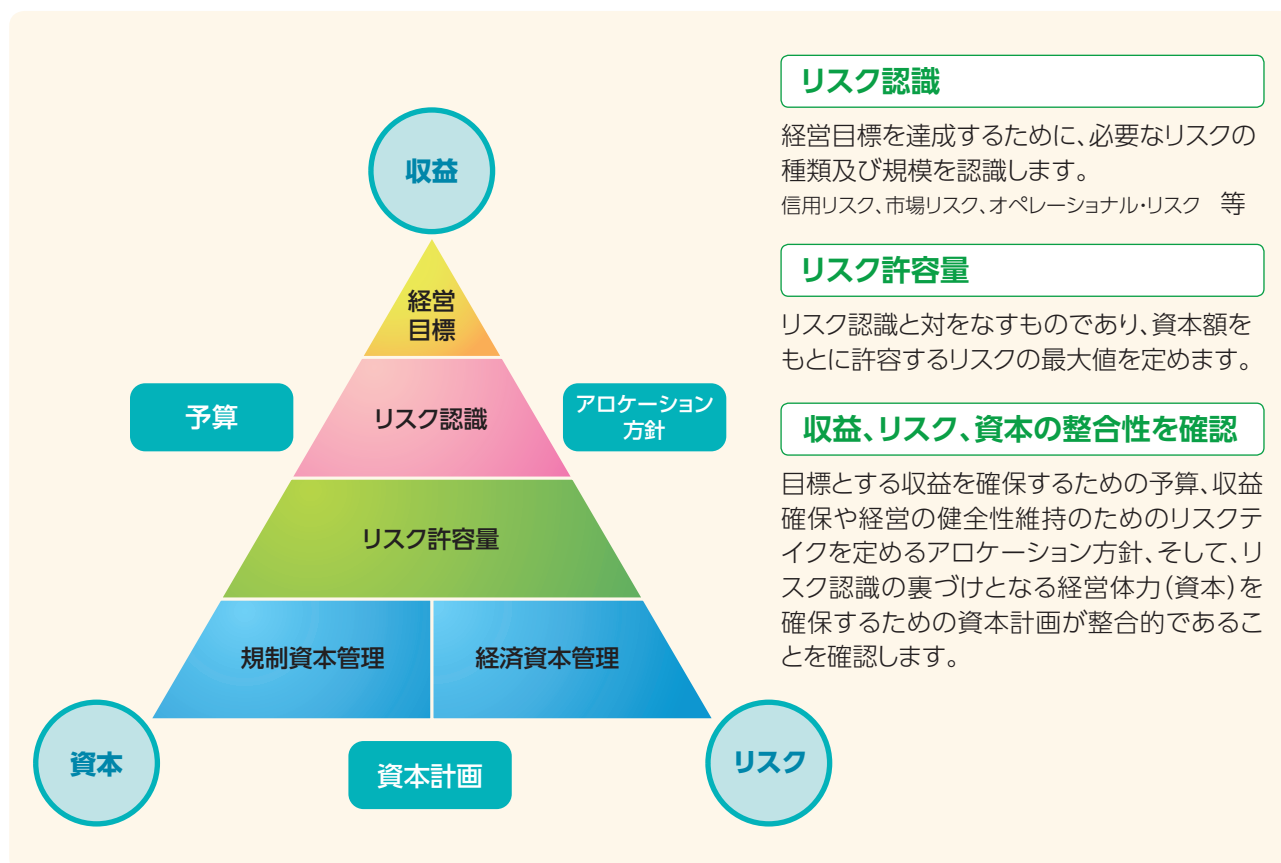 収益
経営
目標
予算
リスク認識
アロケーション
方針
リスク許容量
規制資本管理
経済資本管理
資本
資本計画
リスク
リスク認識
経営目標を達成するために、必要なリスクの
種類及び規模を認識します。
信用リスク、市場リスク、オペレーショナル・リスク　等
リスク許容量
リスク認識と対をなすものであり、資本額を
もとに許容するリスクの最大値を定めます。
収益、リスク、資本の整合性を確認
目標とする収益を確保するための予算、収益
確保や経営の健全性維持のためのリスクテ
イクを定めるアロケーション方針、そして、リ
スク認識の裏づけとなる経営体力（資本）を
確保するための資本計画が整合的であるこ
とを確認します。